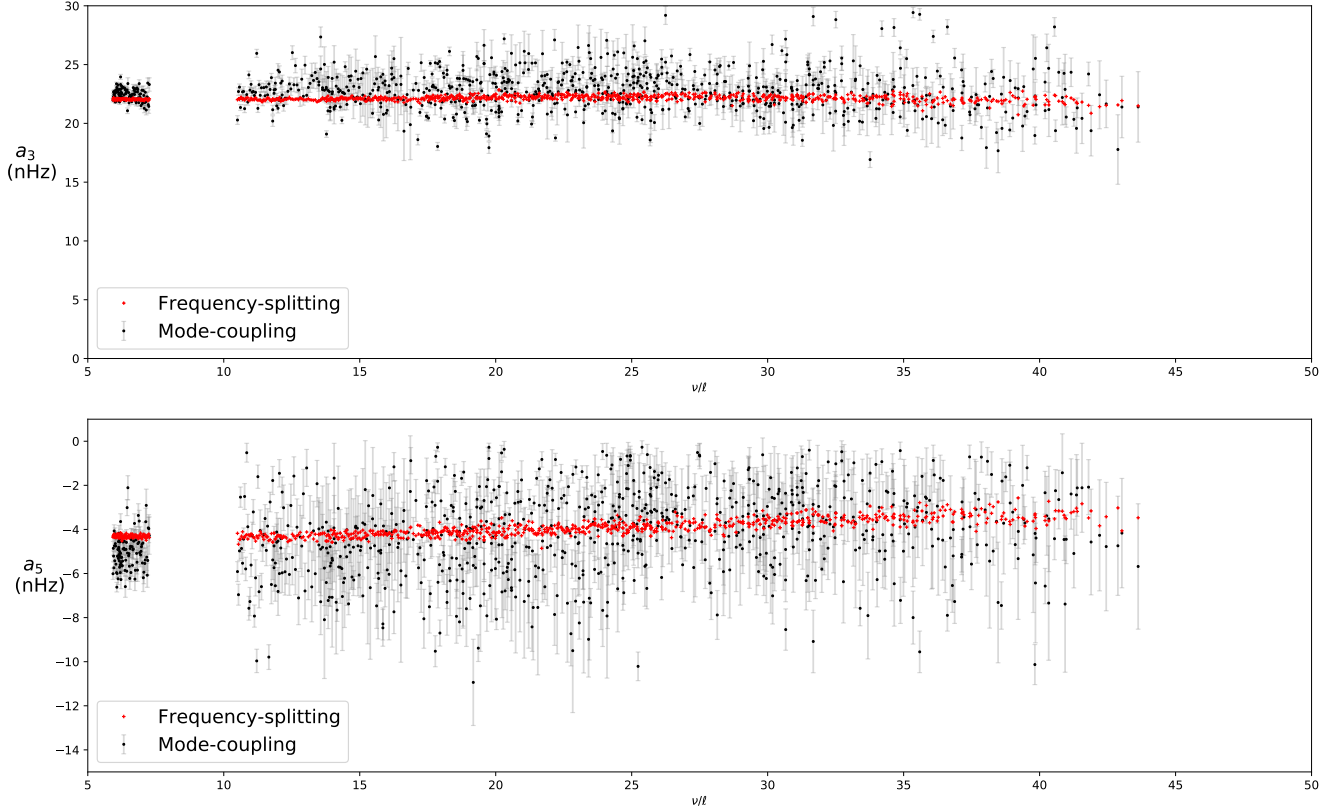 30
25
20
15
10
5
0
a₃
(nHz)
Frequency-splitting
Mode-coupling
5 10 15 20 25 30 35 40 45 50
ν/ℓ
0
−2
−4
−6
−8
−10
−12
−14
a₅
(nHz)
Frequency-splitting
Mode-coupling
5 10 15 20 25 30 35 40 45 50
ν/ℓ